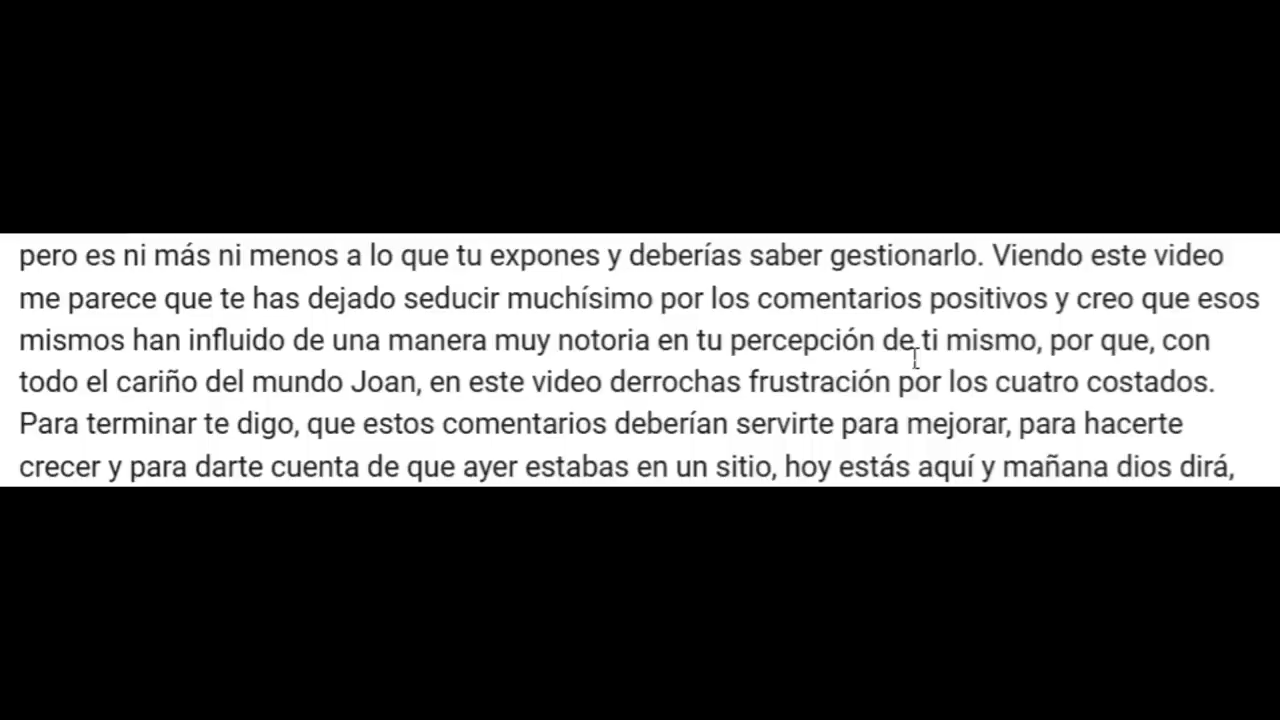 pero es ni más ni menos a lo que tu expones y deberías saber gestionarlo. Viendo este video
me parece que te has dejado seducir muchísimo por los comentarios positivos y creo que esos
mismos han influido de una manera muy notoria en tu percepción de ti mismo, por que, con
todo el cariño del mundo Joan, en este video derrochas frustración por los cuatro costados.
Para terminar te digo, que estos comentarios deberían servirte para mejorar, para hacerte
crecer y para darte cuenta de que ayer estabas en un sitio, hoy estás aquí y mañana dios dirá,